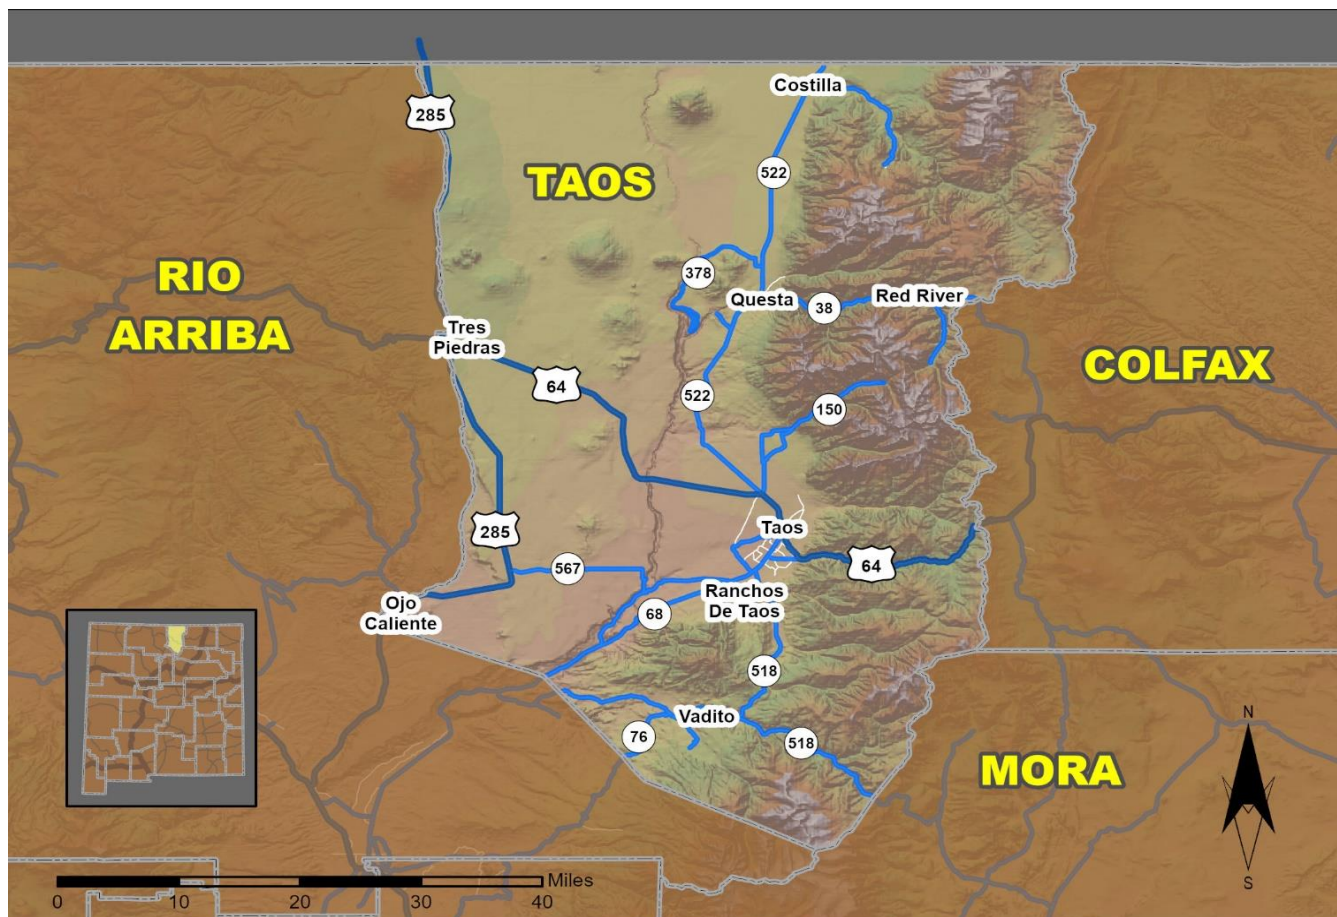 Costilla
285
TAOS
522
RIO
ARRIBA
378
Questa
38
Red River
Tres
Piedras
64
522
150
COLFAX
285
Taos
567
64
Ojo
Caliente
68
Ranchos
De Taos
518
Vadito
76
518
MORA
N
S
Miles
0
10
20
30
40